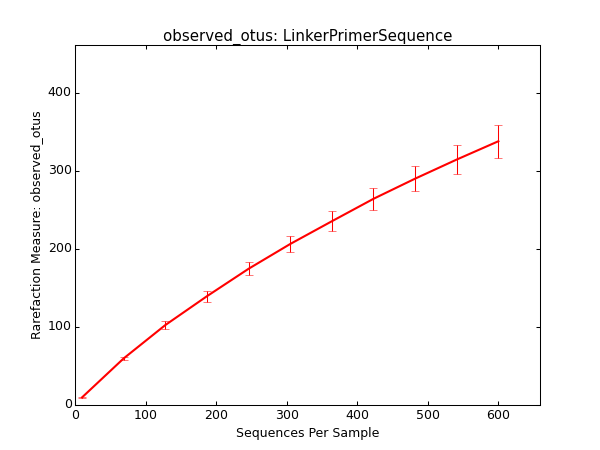 observed_otus: LinkerPrimerSequence
400
300
200
100
0
Rarefaction Measure: observed_otus
0 100 200 300 400 500 600
Sequences Per Sample